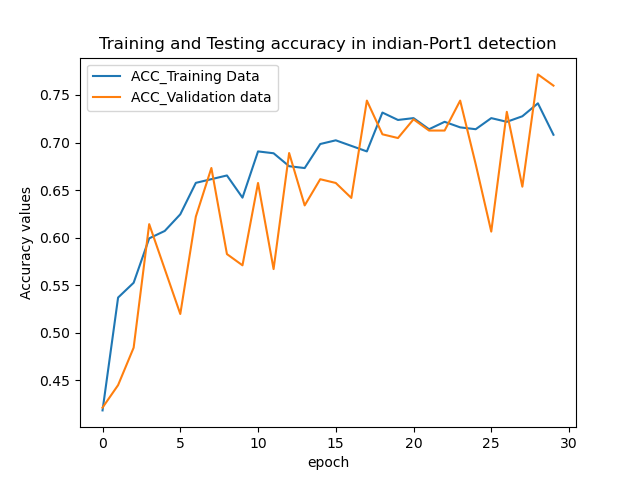 Training and Testing accuracy in indian-Port1 detection
ACC_Training Data
ACC_Validation data
Accuracy values
0.75
0.70
0.65
0.60
0.55
0.50
0.45
0 5 10 15 20 25 30
epoch